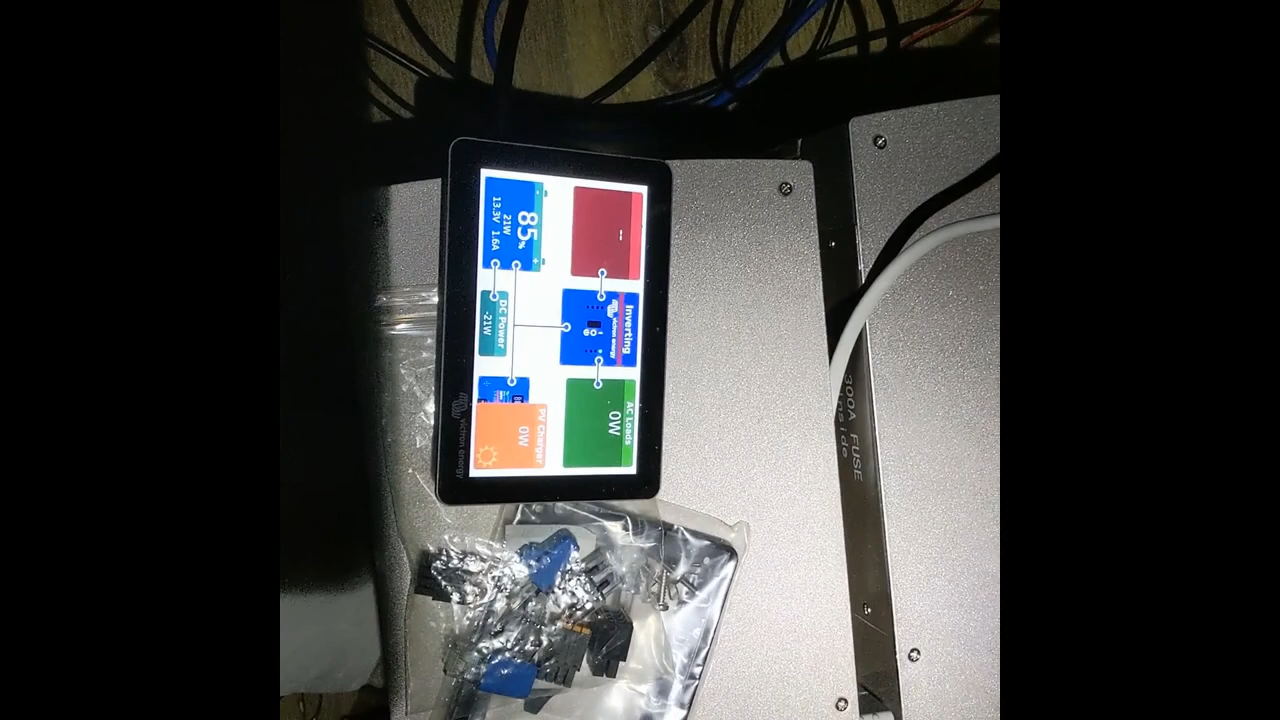 --
Inverting
victron energy
AC Loads
0W
85%
21W
13.3V 1.6A
DC Power
-21W
PV Charger
0W
victron energy
300A FUSE